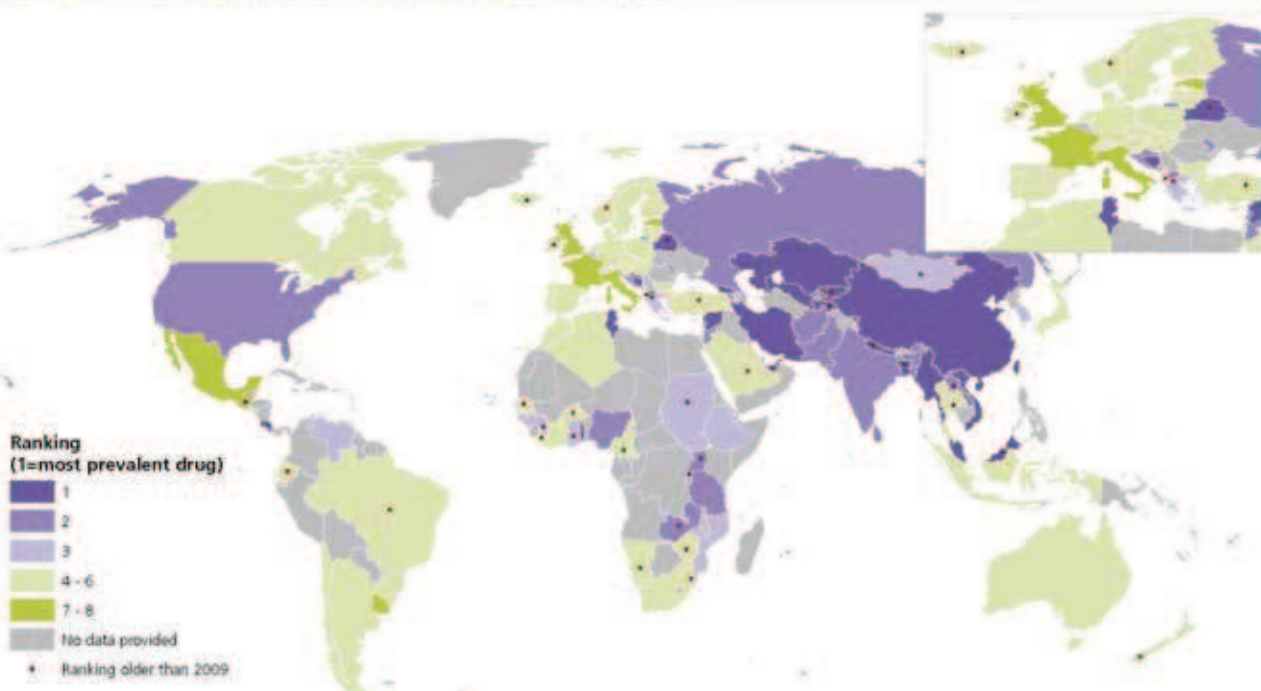 Ranking
(1=most prevalent drug)
1
2
3
4 - 6
7 - 8
No data provided
Ranking older than 2009